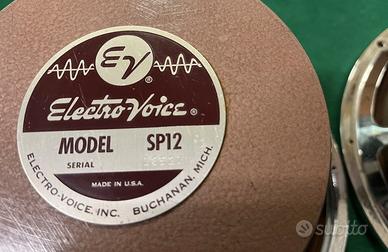 EV®
Electro-Voice®
MODEL SP12
SERIAL
MADE IN U.S.A.
ELECTRO-VOICE, INC. BUCHANAN, MICH.
subito